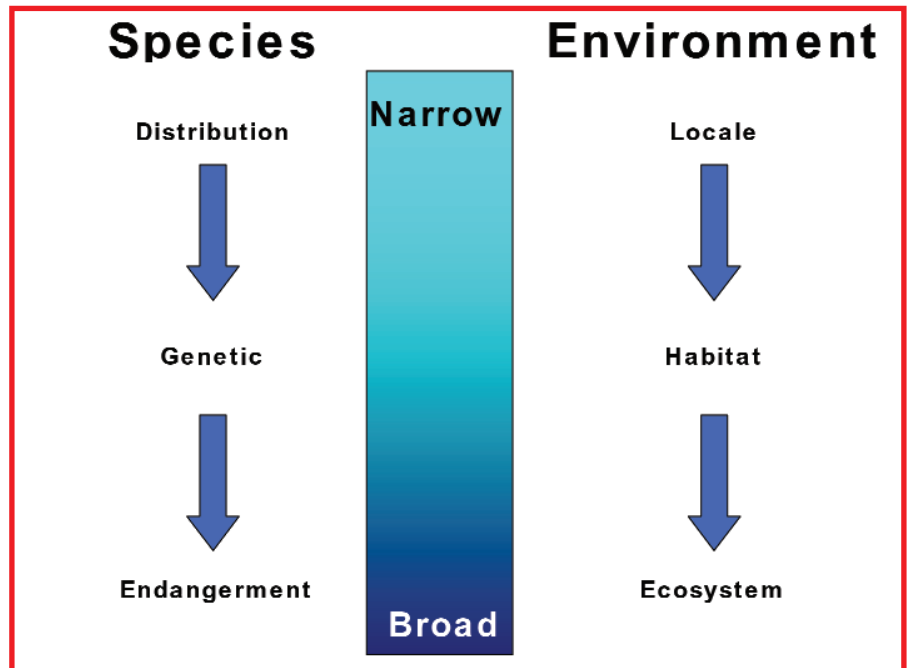 Species
Environment
Narrow
Distribution
Locale
Genetic
Habitat
Endangerment
Ecosystem
Broad